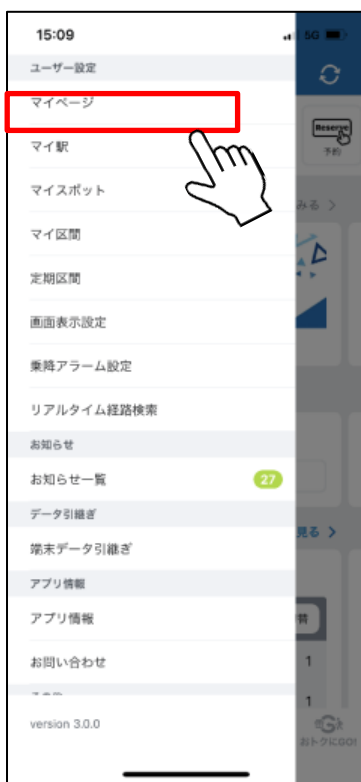 15:09
5G
ユーザー設定
マイページ
Reserve
予約
マイ駅
マイスポット
みる >
マイ区間
定期区間
画面表示設定
乗降アラーム設定
リアルタイム経路検索
お知らせ
お知らせ一覧
27
データ引継ぎ
見る >
端末データ引継ぎ
アプリ情報
アプリ情報
替
お問い合わせ
1
1
version 3.0.0
おトクにGO!